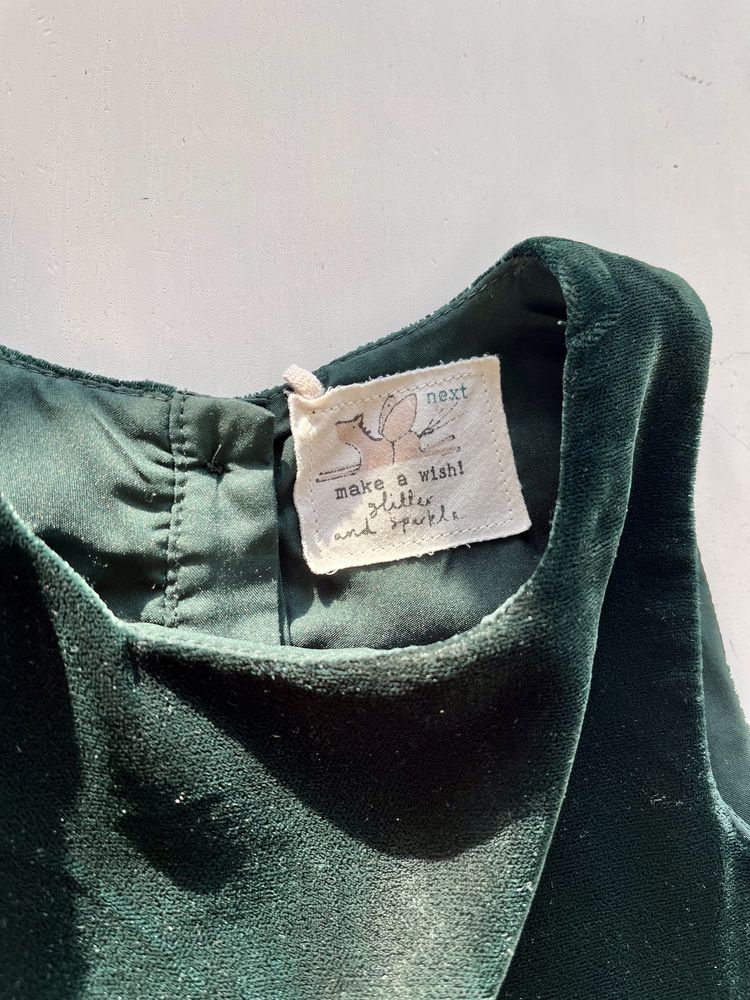 next
make a wish!
glitter
and sparkle.